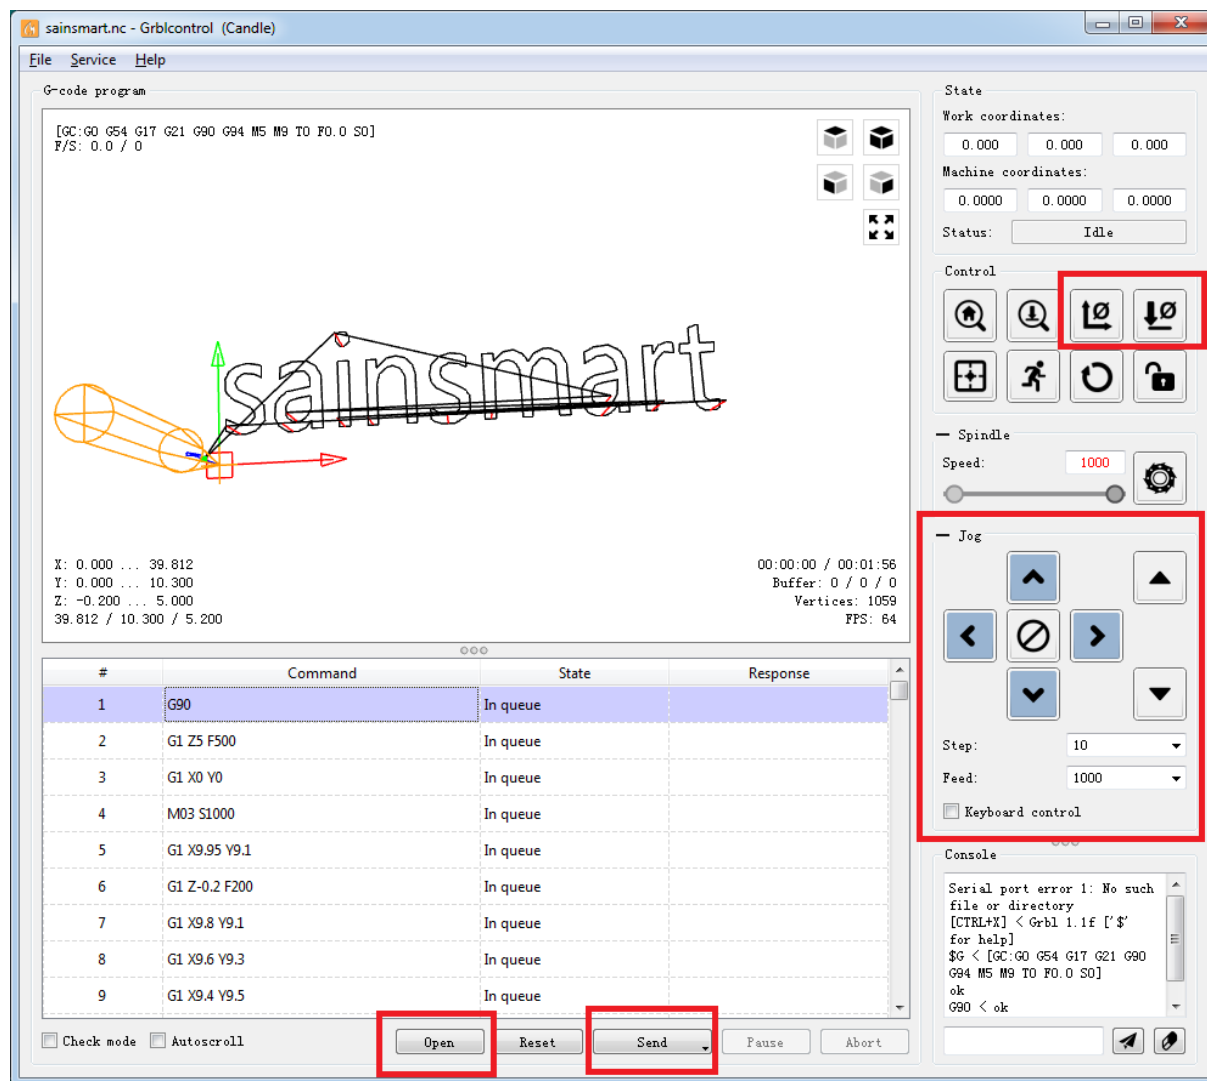 sainsmart.nc - Grblcontrol (Candle)
File Service Help
G-code program
[GC:G0 G54 G17 G21 G90 G94 M5 M9 T0 F0.0 S0]
F/S: 0.0 / 0
sainsmart
X: 0.000 ... 39.812
Y: 0.000 ... 10.300
Z: -0.200 ... 5.000
39.812 / 10.300 / 5.200
00:00:00 / 00:01:56
Buffer: 0 / 0 / 0
Vertices: 1059
FPS: 64
# Command State Response
1 G90 In queue
2 G1 Z5 F500 In queue
3 G1 X0 Y0 In queue
4 M03 S1000 In queue
5 G1 X9.95 Y9.1 In queue
6 G1 Z-0.2 F200 In queue
7 G1 X9.8 Y9.1 In queue
8 G1 X9.6 Y9.3 In queue
9 G1 X9.4 Y9.5 In queue
Check mode Autoscroll Open Reset Send Pause Abort
State
Work coordinates:
0.000 0.000 0.000
Machine coordinates:
0.0000 0.0000 0.0000
Status: Idle
Control
Spindle
Speed: 1000
Jog
Step: 10
Feed: 1000
Keyboard control
Console
Serial port error 1: No such
file or directory
[CTRL+X] < Grbl 1.1f ['$'
for help]
$G < [GC:G0 G54 G17 G21 G90
G94 M5 M9 T0 F0.0 S0]
ok
G90 < ok